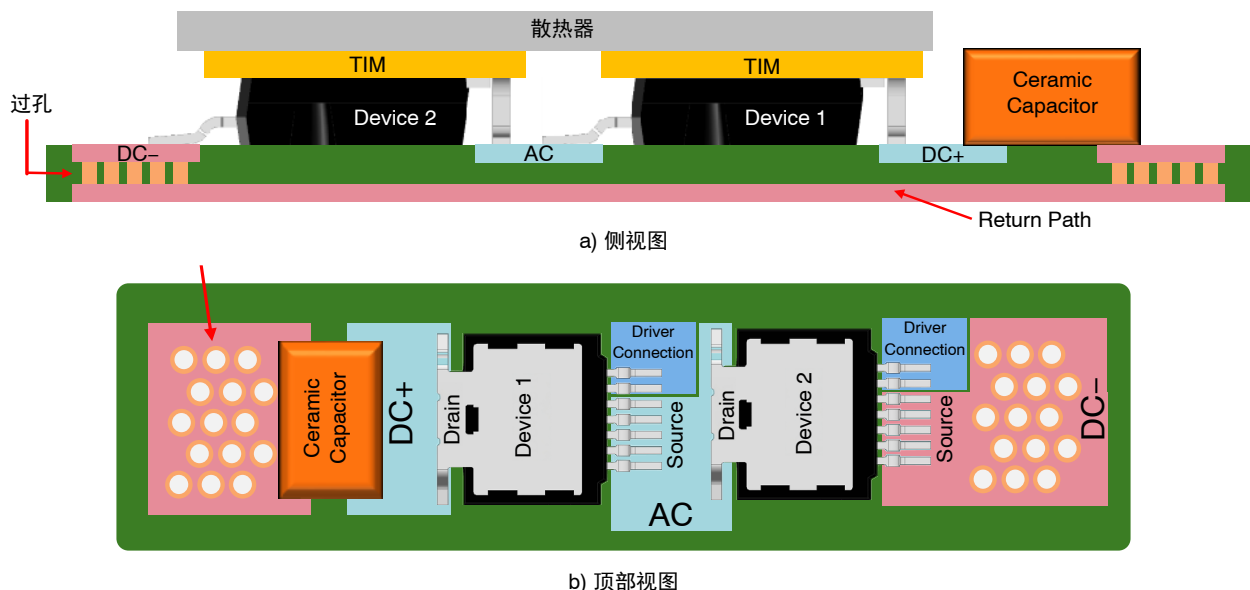 散热器
TIM
TIM
过孔
Device 2
Device 1
Ceramic
Capacitor
DC–
AC
DC+
Return Path
a) 侧视图
Ceramic
Capacitor
DC+
Drain
Device 1
Driver
Connection
Source
AC
Drain
Device 2
Driver
Connection
Source
DC–
b) 顶部视图